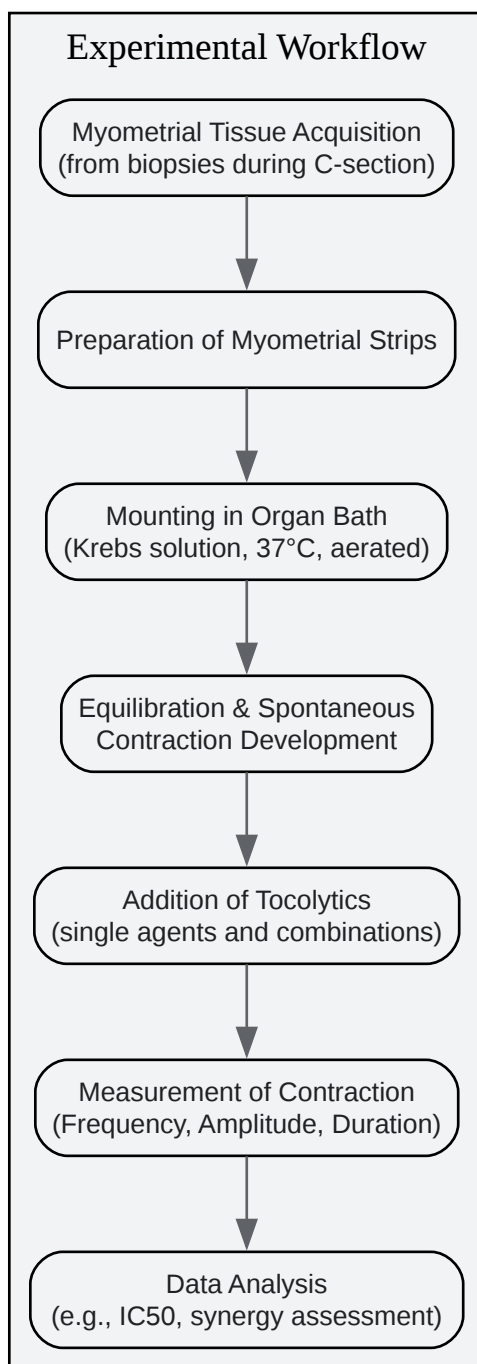 Experimental Workflow
Myometrial Tissue Acquisition
(from biopsies during C-section)
Preparation of Myometrial Strips
Mounting in Organ Bath
(Krebs solution, 37°C, aerated)
Equilibration & Spontaneous
Contraction Development
Addition of Tocolytics
(single agents and combinations)
Measurement of Contraction
(Frequency, Amplitude, Duration)
Data Analysis
(e.g., IC50, synergy assessment)